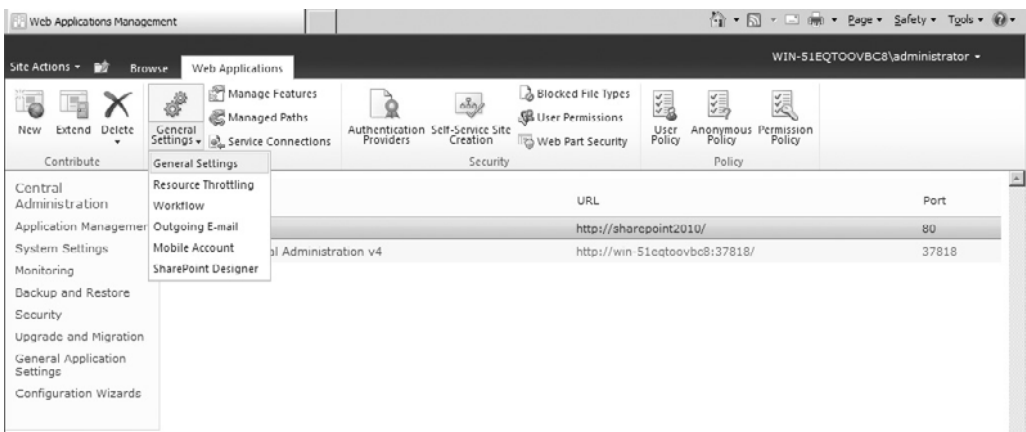 Web Applications Management
Page Safety Tools
WIN-51EQTOOVBC8\administrator
Site Actions Browse Web Applications
New Extend Delete
General Settings
Manage Features
Managed Paths
Service Connections
Authentication Providers
Self-Service Site Creation
Blocked File Types
User Permissions
Web Part Security
User Policy
Anonymous Policy
Permission Policy
Contribute Security Policy
General Settings
Resource Throttling
Workflow
Outgoing E-mail
Mobile Account
SharePoint Designer
Central
Administration
Application Managemer
System Settings
Monitoring
Backup and Restore
Security
Upgrade and Migration
General Application
Settings
Configuration Wizards
URL Port
http://sharepoint2010/ 80
al Administration v4 http://win-51eqtoovbc8:37818/ 37818